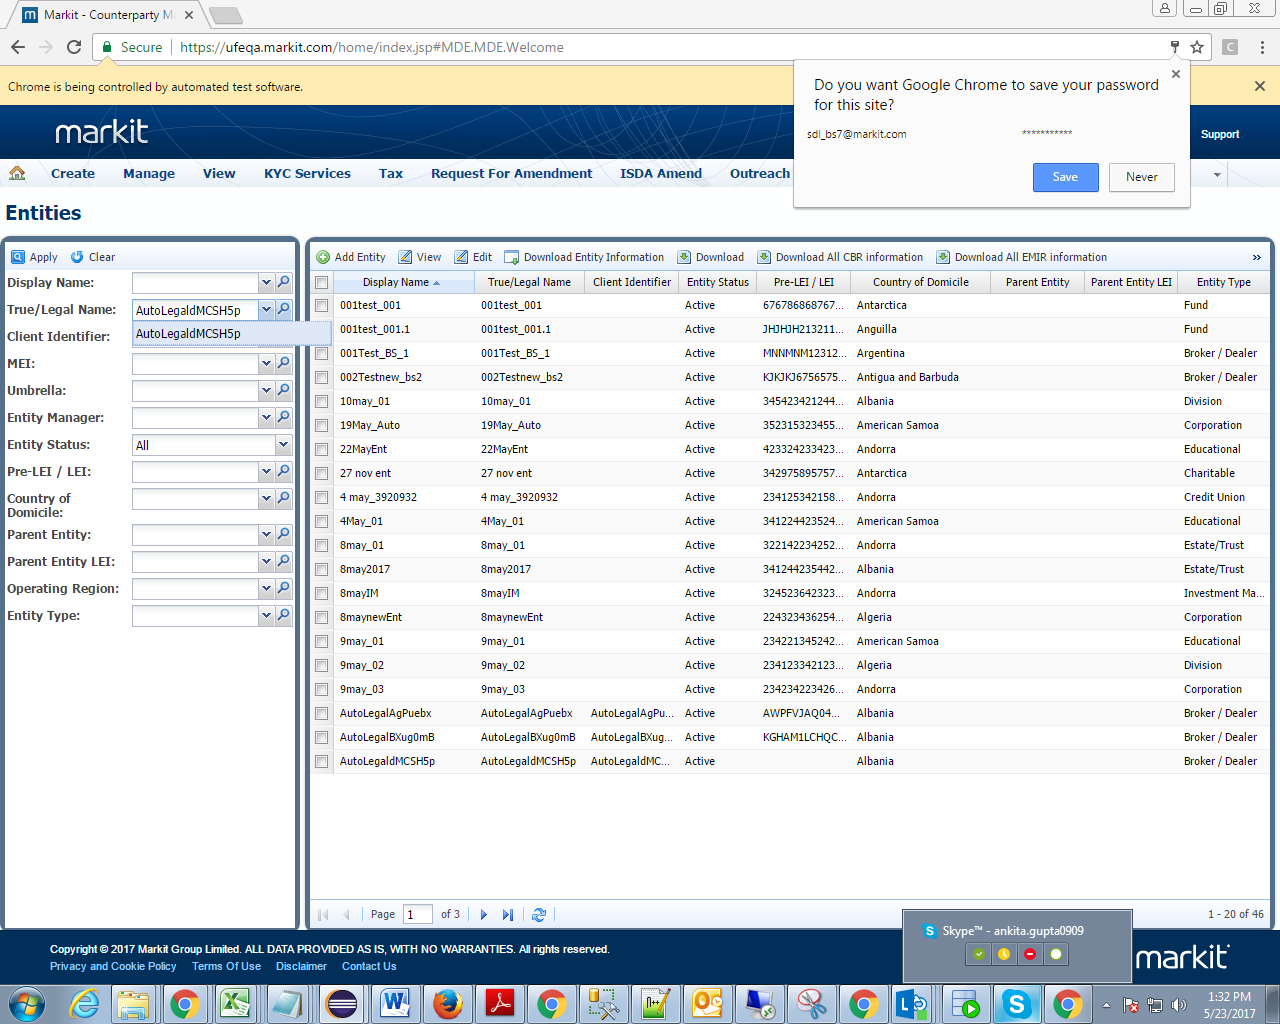 Markit - Counterparty Ma
Secure https://ufeqa.markit.com/home/index.jsp#MDE.MDE.Welcome
Chrome is being controlled by automated test software.
Do you want Google Chrome to save your password
for this site?
sdl_bs7@markit.com ***********
Save Never
markit
Support
Create Manage View KYC Services Tax Request For Amendment ISDA Amend Outreach
Entities
Apply Clear
Display Name:
True/Legal Name: AutoLegaldMCSH5p
AutoLegaldMCSH5p
Client Identifier:
MEI:
Umbrella:
Entity Manager:
Entity Status: All
Pre-LEI / LEI:
Country of
Domicile:
Parent Entity:
Parent Entity LEI:
Operating Region:
Entity Type:
Add Entity View Edit Download Entity Information Download Download All CBR information Download All EMIR information »
Display Name True/Legal Name Client Identifier Entity Status Pre-LEI / LEI Country of Domicile Parent Entity Parent Entity LEI Entity Type
001test_001 001test_001 Active 676786868767... Antarctica Fund
001test_001.1 001test_001.1 Active JHJHJH213211... Anguilla Fund
001Test_BS_1 001Test_BS_1 Active MNNMNM12312... Argentina Broker / Dealer
002Testnew_bs2 002Testnew_bs2 Active KJKJKJ6756575... Antigua and Barbuda Broker / Dealer
10may_01 10may_01 Active 345423421244... Albania Division
19May_Auto 19May_Auto Active 352315323455... American Samoa Corporation
22MayEnt 22MayEnt Active 423324233423... Andorra Educational
27 nov ent 27 nov ent Active 342975895757... Antarctica Charitable
4 may_3920932 4 may_3920932 Active 234125342158... Andorra Credit Union
4May_01 4May_01 Active 341224423524... American Samoa Educational
8may_01 8may_01 Active 322142234252... Andorra Estate/Trust
8may2017 8may2017 Active 341244235442... Albania Estate/Trust
8mayIM 8mayIM Active 324523642323... Andorra Investment Ma...
8maynewEnt 8maynewEnt Active 224323436254... Algeria Corporation
9may_01 9may_01 Active 234221345242... American Samoa Educational
9may_02 9may_02 Active 234123342123... Algeria Division
9may_03 9may_03 Active 234234223426... Andorra Corporation
AutoLegalAgPuebx AutoLegalAgPuebx AutoLegalAgPu... Active AWPFVJAQ04... Albania Broker / Dealer
AutoLegalBXug0mB AutoLegalBXug0mB AutoLegalBXug... Active KGHAM1LCHQC... Albania Broker / Dealer
AutoLegaldMCSH5p AutoLegaldMCSH5p AutoLegaldMC... Active Albania Broker / Dealer
Page 1 of 3 1 - 20 of 46
Skype™ - ankita.gupta0909
Copyright © 2017 Markit Group Limited. ALL DATA PROVIDED AS IS, WITH NO WARRANTIES. All rights reserved.
Privacy and Cookie Policy Terms Of Use Disclaimer Contact Us
markit
1:32 PM
5/23/2017